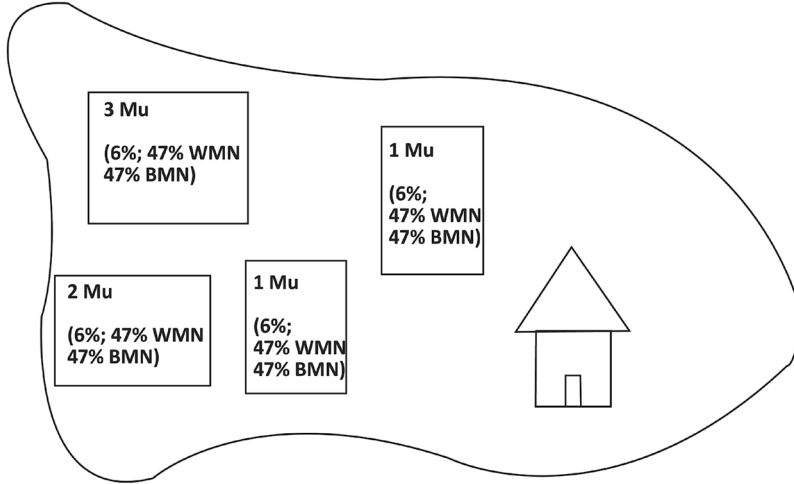 3 Mu
(6%; 47% WMN
47% BMN)
1 Mu
(6%;
47% WMN
47% BMN)
2 Mu
(6%; 47% WMN
47% BMN)
1 Mu
(6%;
47% WMN
47% BMN)